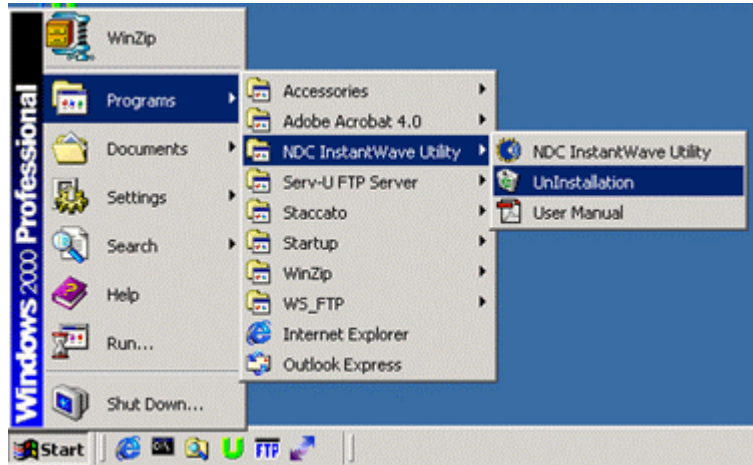 WinZip
Programs
Documents
Settings
Search
Help
Run...
Shut Down...
Windows 2000 Professional
Accessories
Adobe Acrobat 4.0
NDC InstantWave Utility
Serv-U FTP Server
Staccato
Startup
WinZip
WS_FTP
Internet Explorer
Outlook Express
NDC InstantWave Utility
UnInstallation
User Manual
Start
FTP